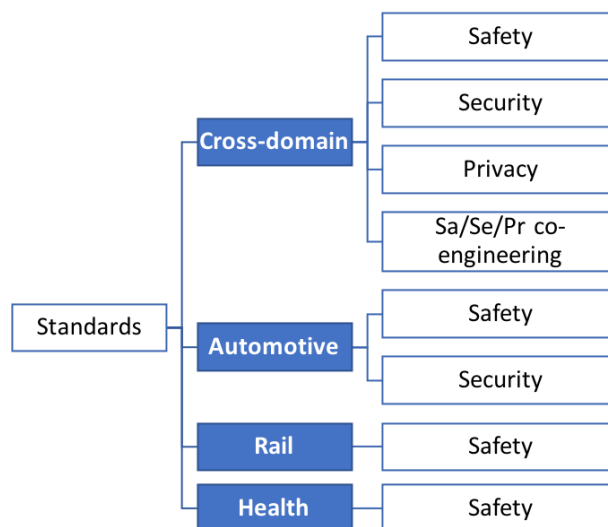 Safety
Security
Cross-domain
Privacy
Sa/Se/Pr co-
engineering
Standards
Safety
Automotive
Security
Rail
Safety
Health
Safety